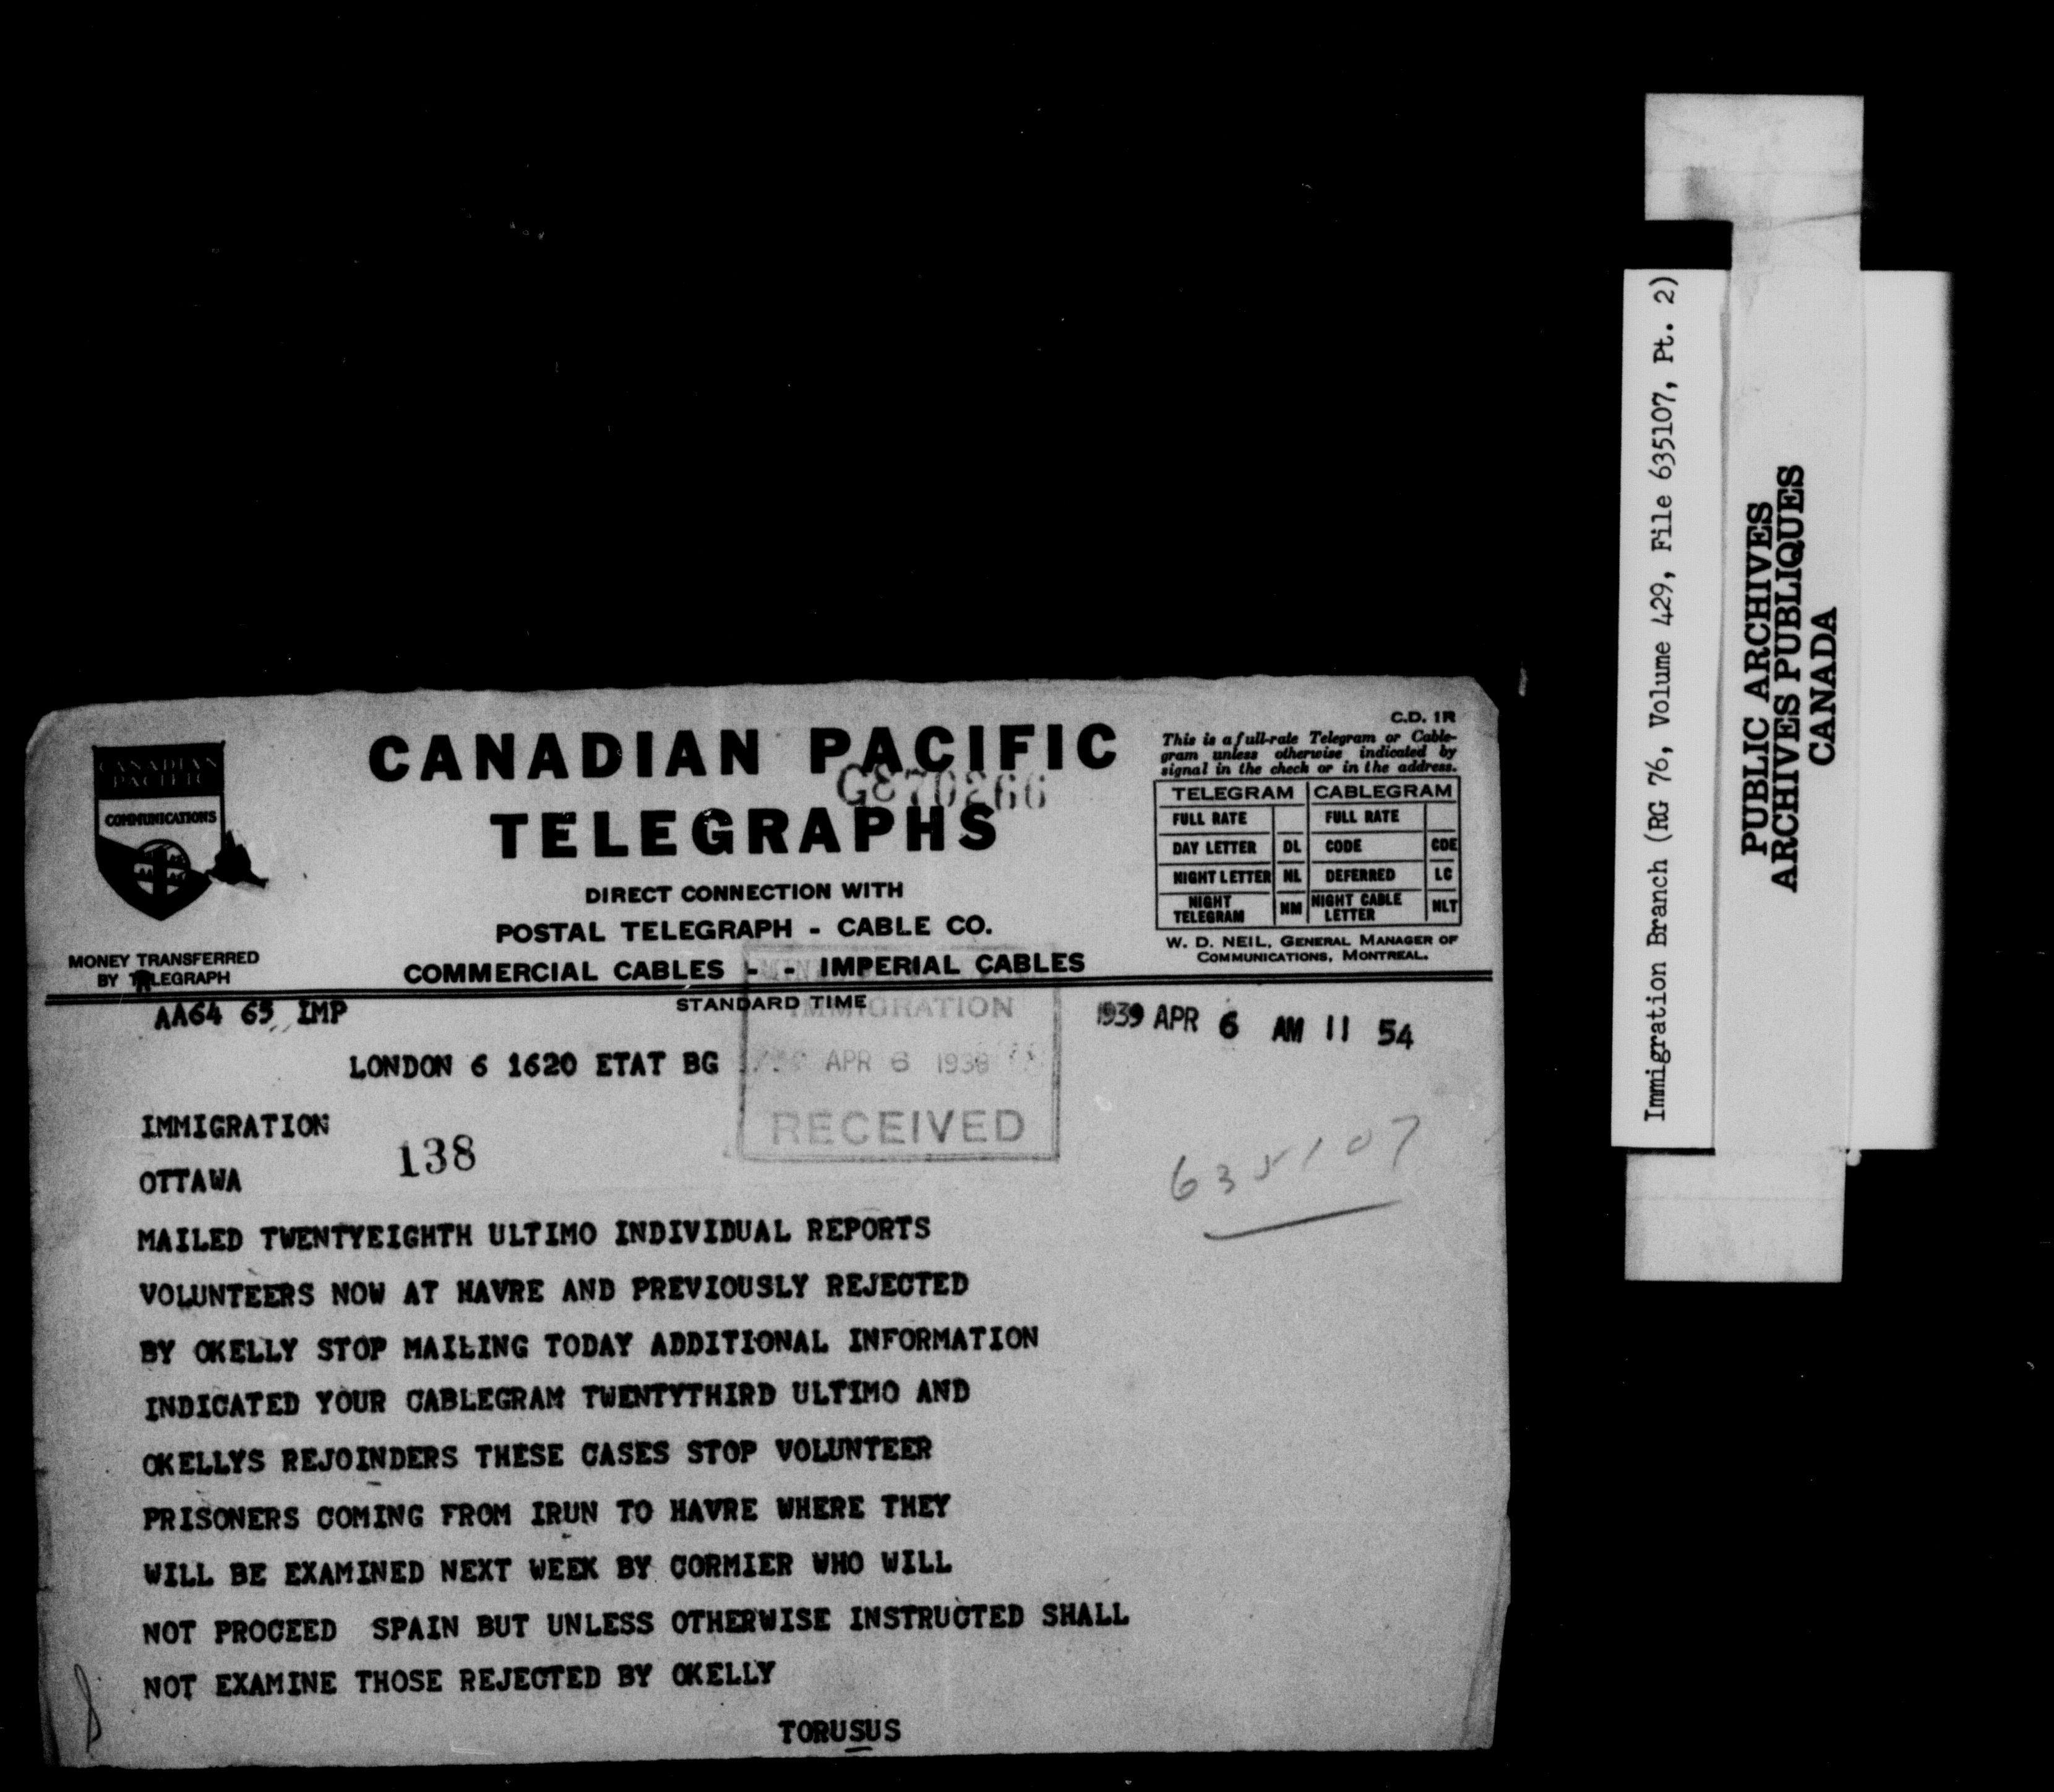 CANADIAN
PACIFIC
COMMUNICATIONS
MONEY TRANSFERRED
BY TELEGRAPH
CANADIAN PACIFIC
TELEGRAPHS
DIRECT CONNECTION WITH
POSTAL TELEGRAPH - CABLE CO.
COMMERCIAL CABLES - - IMPERIAL CABLES
STANDARD TIME
C.D. 1R
This is a full-rate Telegram or Cable-
gram unless otherwise indicated by
signal in the check or in the address.
TELEGRAM CABLEGRAM
FULL RATE FULL RATE
DAY LETTER DL CODE CDE
NIGHT LETTER NL DEFERRED LC
NIGHT TELEGRAM NM NIGHT CABLE LETTER NLT
W. D. NEIL, GENERAL MANAGER OF
COMMUNICATIONS, MONTREAL.
AA64 63 IMP
1939 APR 6 AM 11 54
LONDON 6 1620 ETAT BG
IMMIGRATION
APR 6 1939
RECEIVED
IMMIGRATION
138
OTTAWA
635107
MAILED TWENTYEIGHTH ULTIMO INDIVIDUAL REPORTS
VOLUNTEERS NOW AT HAVRE AND PREVIOUSLY REJECTED
BY OKELLY STOP MAILING TODAY ADDITIONAL INFORMATION
INDICATED YOUR CABLEGRAM TWENTYTHIRD ULTIMO AND
OKELLYS REJOINDERS THESE CASES STOP VOLUNTEER
PRISONERS COMING FROM IRUN TO HAVRE WHERE THEY
WILL BE EXAMINED NEXT WEEK BY CORMIER WHO WILL
NOT PROCEED SPAIN BUT UNLESS OTHERWISE INSTRUCTED SHALL
NOT EXAMINE THOSE REJECTED BY OKELLY
TORUSUS
Immigration Branch (RG 76, Volume 429, File 635107, Pt. 2)
PUBLIC ARCHIVES
ARCHIVES PUBLIQUES
CANADA